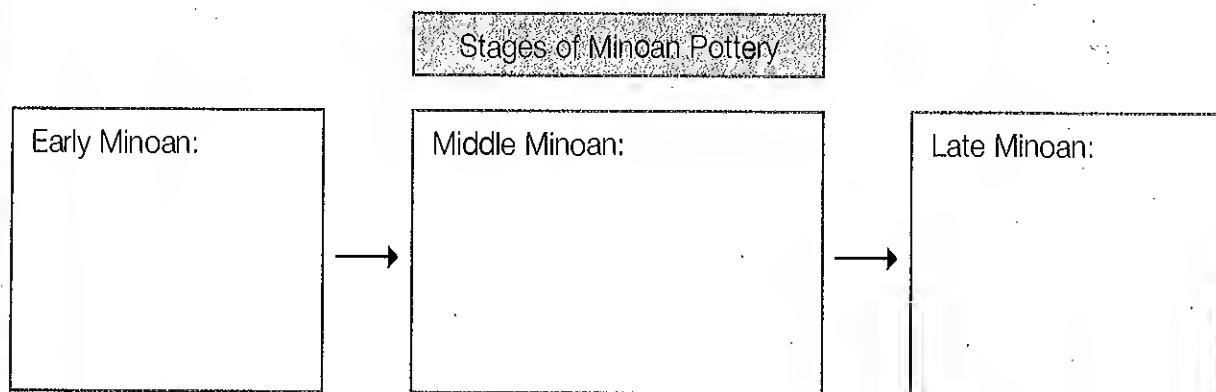 Stages of Minoan Pottery
Early Minoan:
Middle Minoan:
Late Minoan: